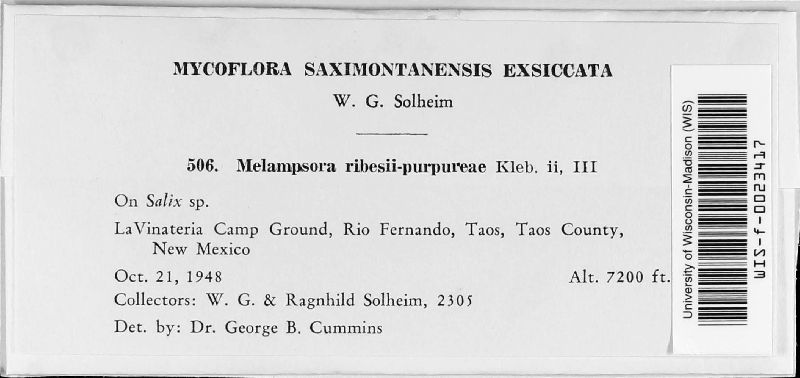 MYCOFLORA SAXIMONTANENSIS EXSICCATA
W. G. Solheim
506. Melampsora ribesii-purpureae Kleb. ii, III
On Salix sp.
LaVinateria Camp Ground, Rio Fernando, Taos, Taos County,
New Mexico
Oct. 21, 1948 Alt. 7200 ft.
Collectors: W. G. & Ragnhild Solheim, 2305
Det. by: Dr. George B. Cummins
University of Wisconsin-Madison (WIS)
WIS-f-0023417